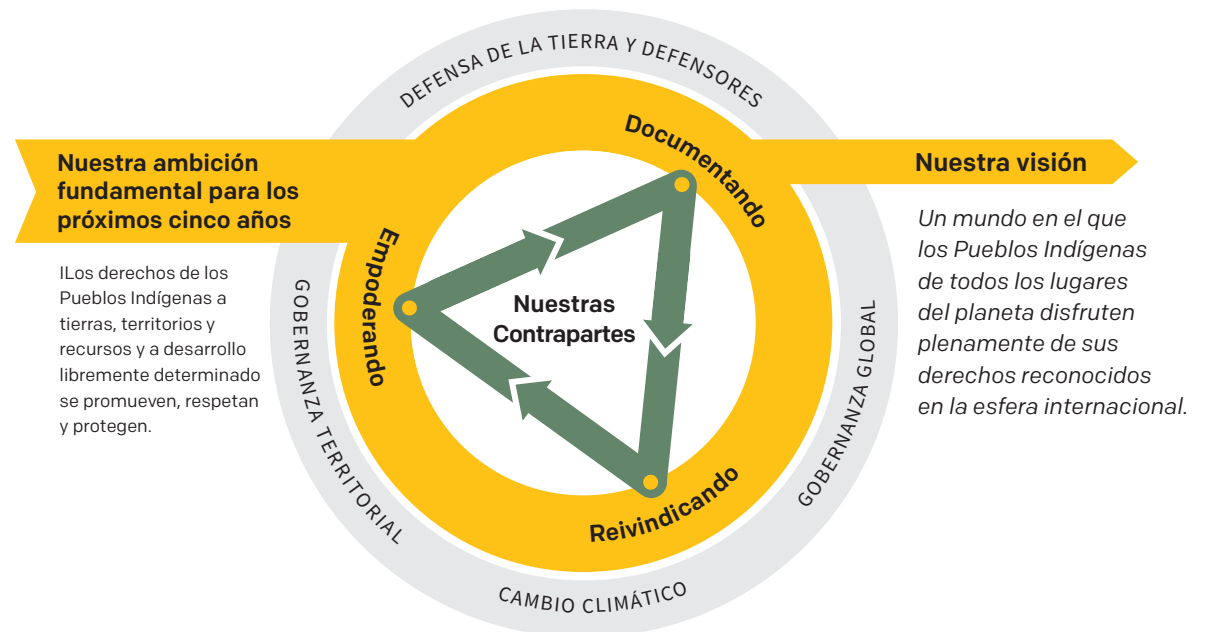 DEFENSA DE LA TIERRA Y DEFENSORES
Nuestra ambición
fundamental para los
próximos cinco años
ILos derechos de los
Pueblos Indígenas a
tierras, territorios y
recursos y a desarrollo
libremente determinado
se promueven, respetan
y protegen.
GOBERNANZA TERRITORIAL
Empoderando
Documentando
Nuestras
Contrapartes
Reivindicando
CAMBIO CLIMÁTICO
GOBERNANZA GLOBAL
Nuestra visión
Un mundo en el que
los Pueblos Indígenas
de todos los lugares
del planeta disfruten
plenamente de sus
derechos reconocidos
en la esfera internacional.